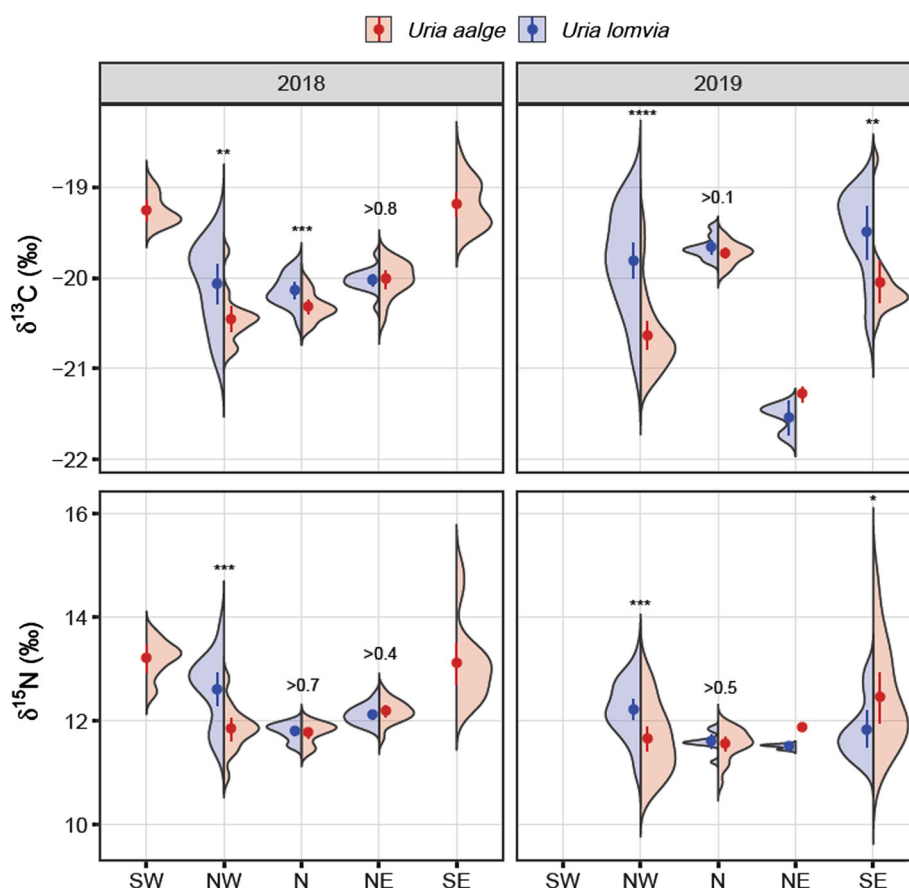 Uria aalge Uria lomvia
2018 2019
δ13C (‰)
−19
−20
−21
−22
** *** >0.8
**** >0.1 **
δ15N (‰)
16
14
12
10
*** >0.7 >0.4
*** >0.5 *
SW NW N NE SE SW NW N NE SE